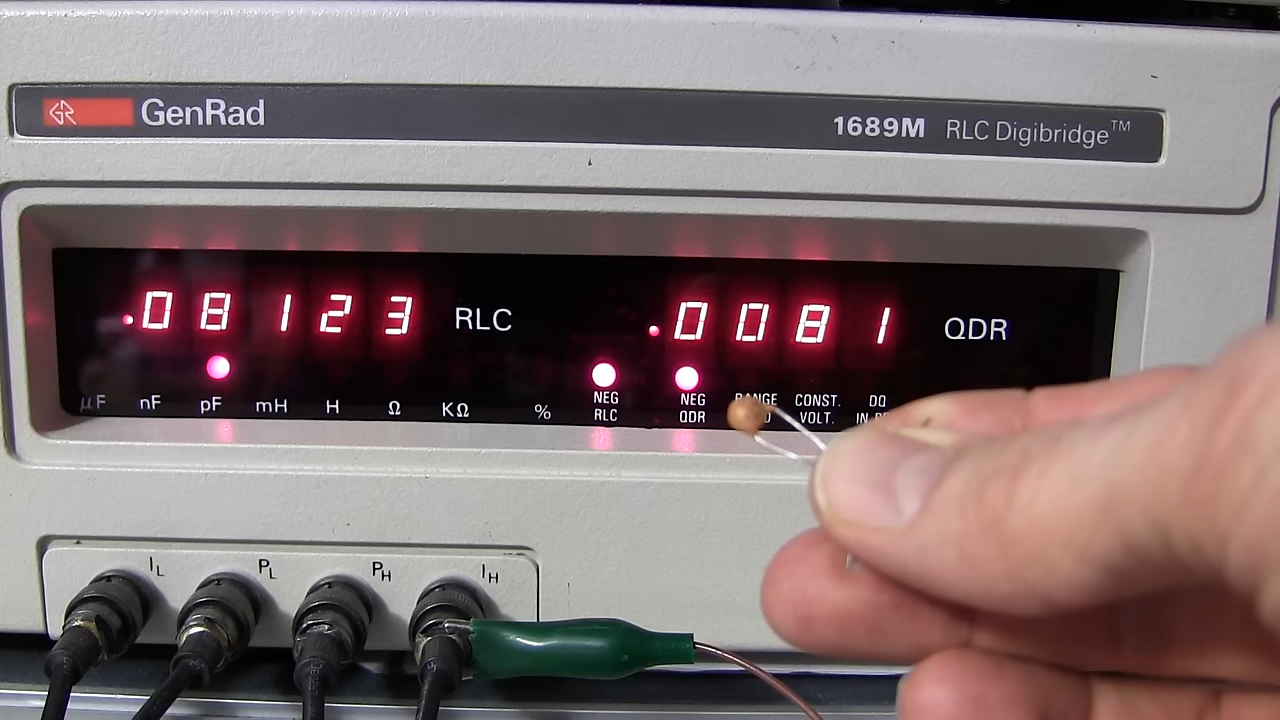 GR GenRad
1689M RLC Digibridge™
.08123 RLC .0081 QDR
µF nF pF mH H Ω KΩ % NEG RLC NEG QDR RANGE CONST. VOLT. DQ
IL PL PH IH